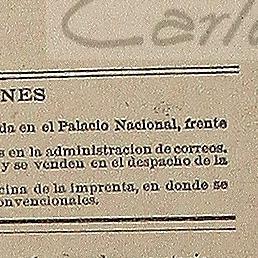 Carlo
NES
da en el Palacio Nacional, frente
s en la administracion de correos.
y se venden en el despacho de la
cina de la imprenta, en donde se
onvencionales.